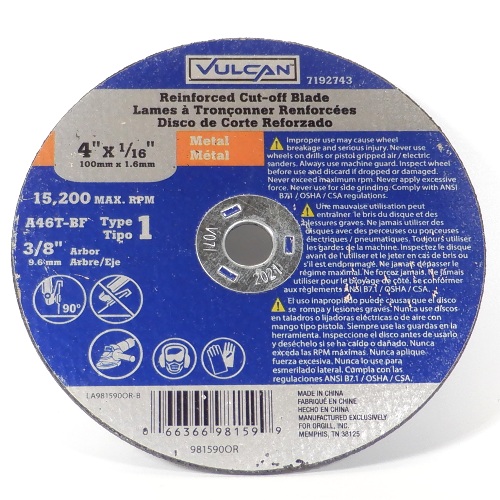 VULCAN
7192743
Reinforced Cut-off Blade
Lames à Tronçonner Renforcées
Disco de Corte Reforzado
4" x 1/16"
100mm x 1.6mm
Metal
Métal
15,200 MAX. RPM
A46T-BF Type Tipo 1
3/8" Arbor
9.6mm Arbre/Eje
90°
Improper use may cause wheel
breakage and serious injury. Never use
wheels on drills or pistol gripped air / electric
sanders. Always use machine guard. Inspect wheel
before use and discard if dropped or damaged.
Never exceed maximum rpm. Never apply excessive
force. Never use for side grinding. Comply with ANSI
B7.1 / OSHA / CSA regulations.
Une mauvaise utilisation peut
entraîner le bris du disque et des
blessures graves. N'utilisez jamais de
disques avec des perceuses ou ponceuses
électriques / pneumatiques. Toujours utiliser
les gardes de la machine. Inspectez le disque
avant de l'utiliser et jeter en cas de bris ou
s'il est endommagé. Ne jamais dépasser le
régime maximal. Ne forcez jamais. Ne jamais
utiliser pour le broyage de côté. Se conformer
aux règlements ANSI B7.1 / OSHA / CSA.
El uso inapropiado puede causar que el disco
se rompa y lesiones graves. Nunca use los discos
en taladros o lijadoras eléctricas o de aire con
mango tipo pistola. Siempre use las guardas en la
herramienta. Inspeccione el disco antes de usarlo
y deséchelo si se ha caído o dañado. Nunca
exceda las RPM máximas. Nunca aplique
fuerza excesiva. Nunca lo use para
esmerilado lateral. Cumpla con las
regulaciones ANSI B7.1 / OSHA / CSA.
V07/
2021
LA981590OR-B
0 66366 98159 9
981590OR
MADE IN CHINA
FABRIQUÉ EN CHINE
HECHO EN CHINA
MANUFACTURED EXCLUSIVELY
FOR ORGILL, INC.
MEMPHIS, TN 38125